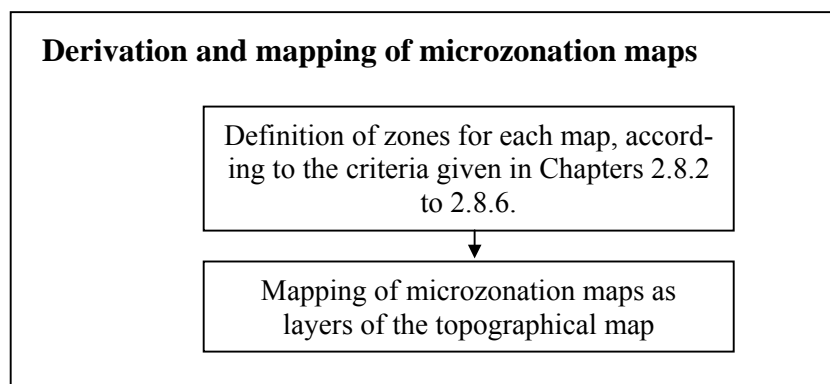 Derivation and mapping of microzonation maps
Definition of zones for each map, accord-
ing to the criteria given in Chapters 2.8.2
to 2.8.6.
Mapping of microzonation maps as
layers of the topographical map